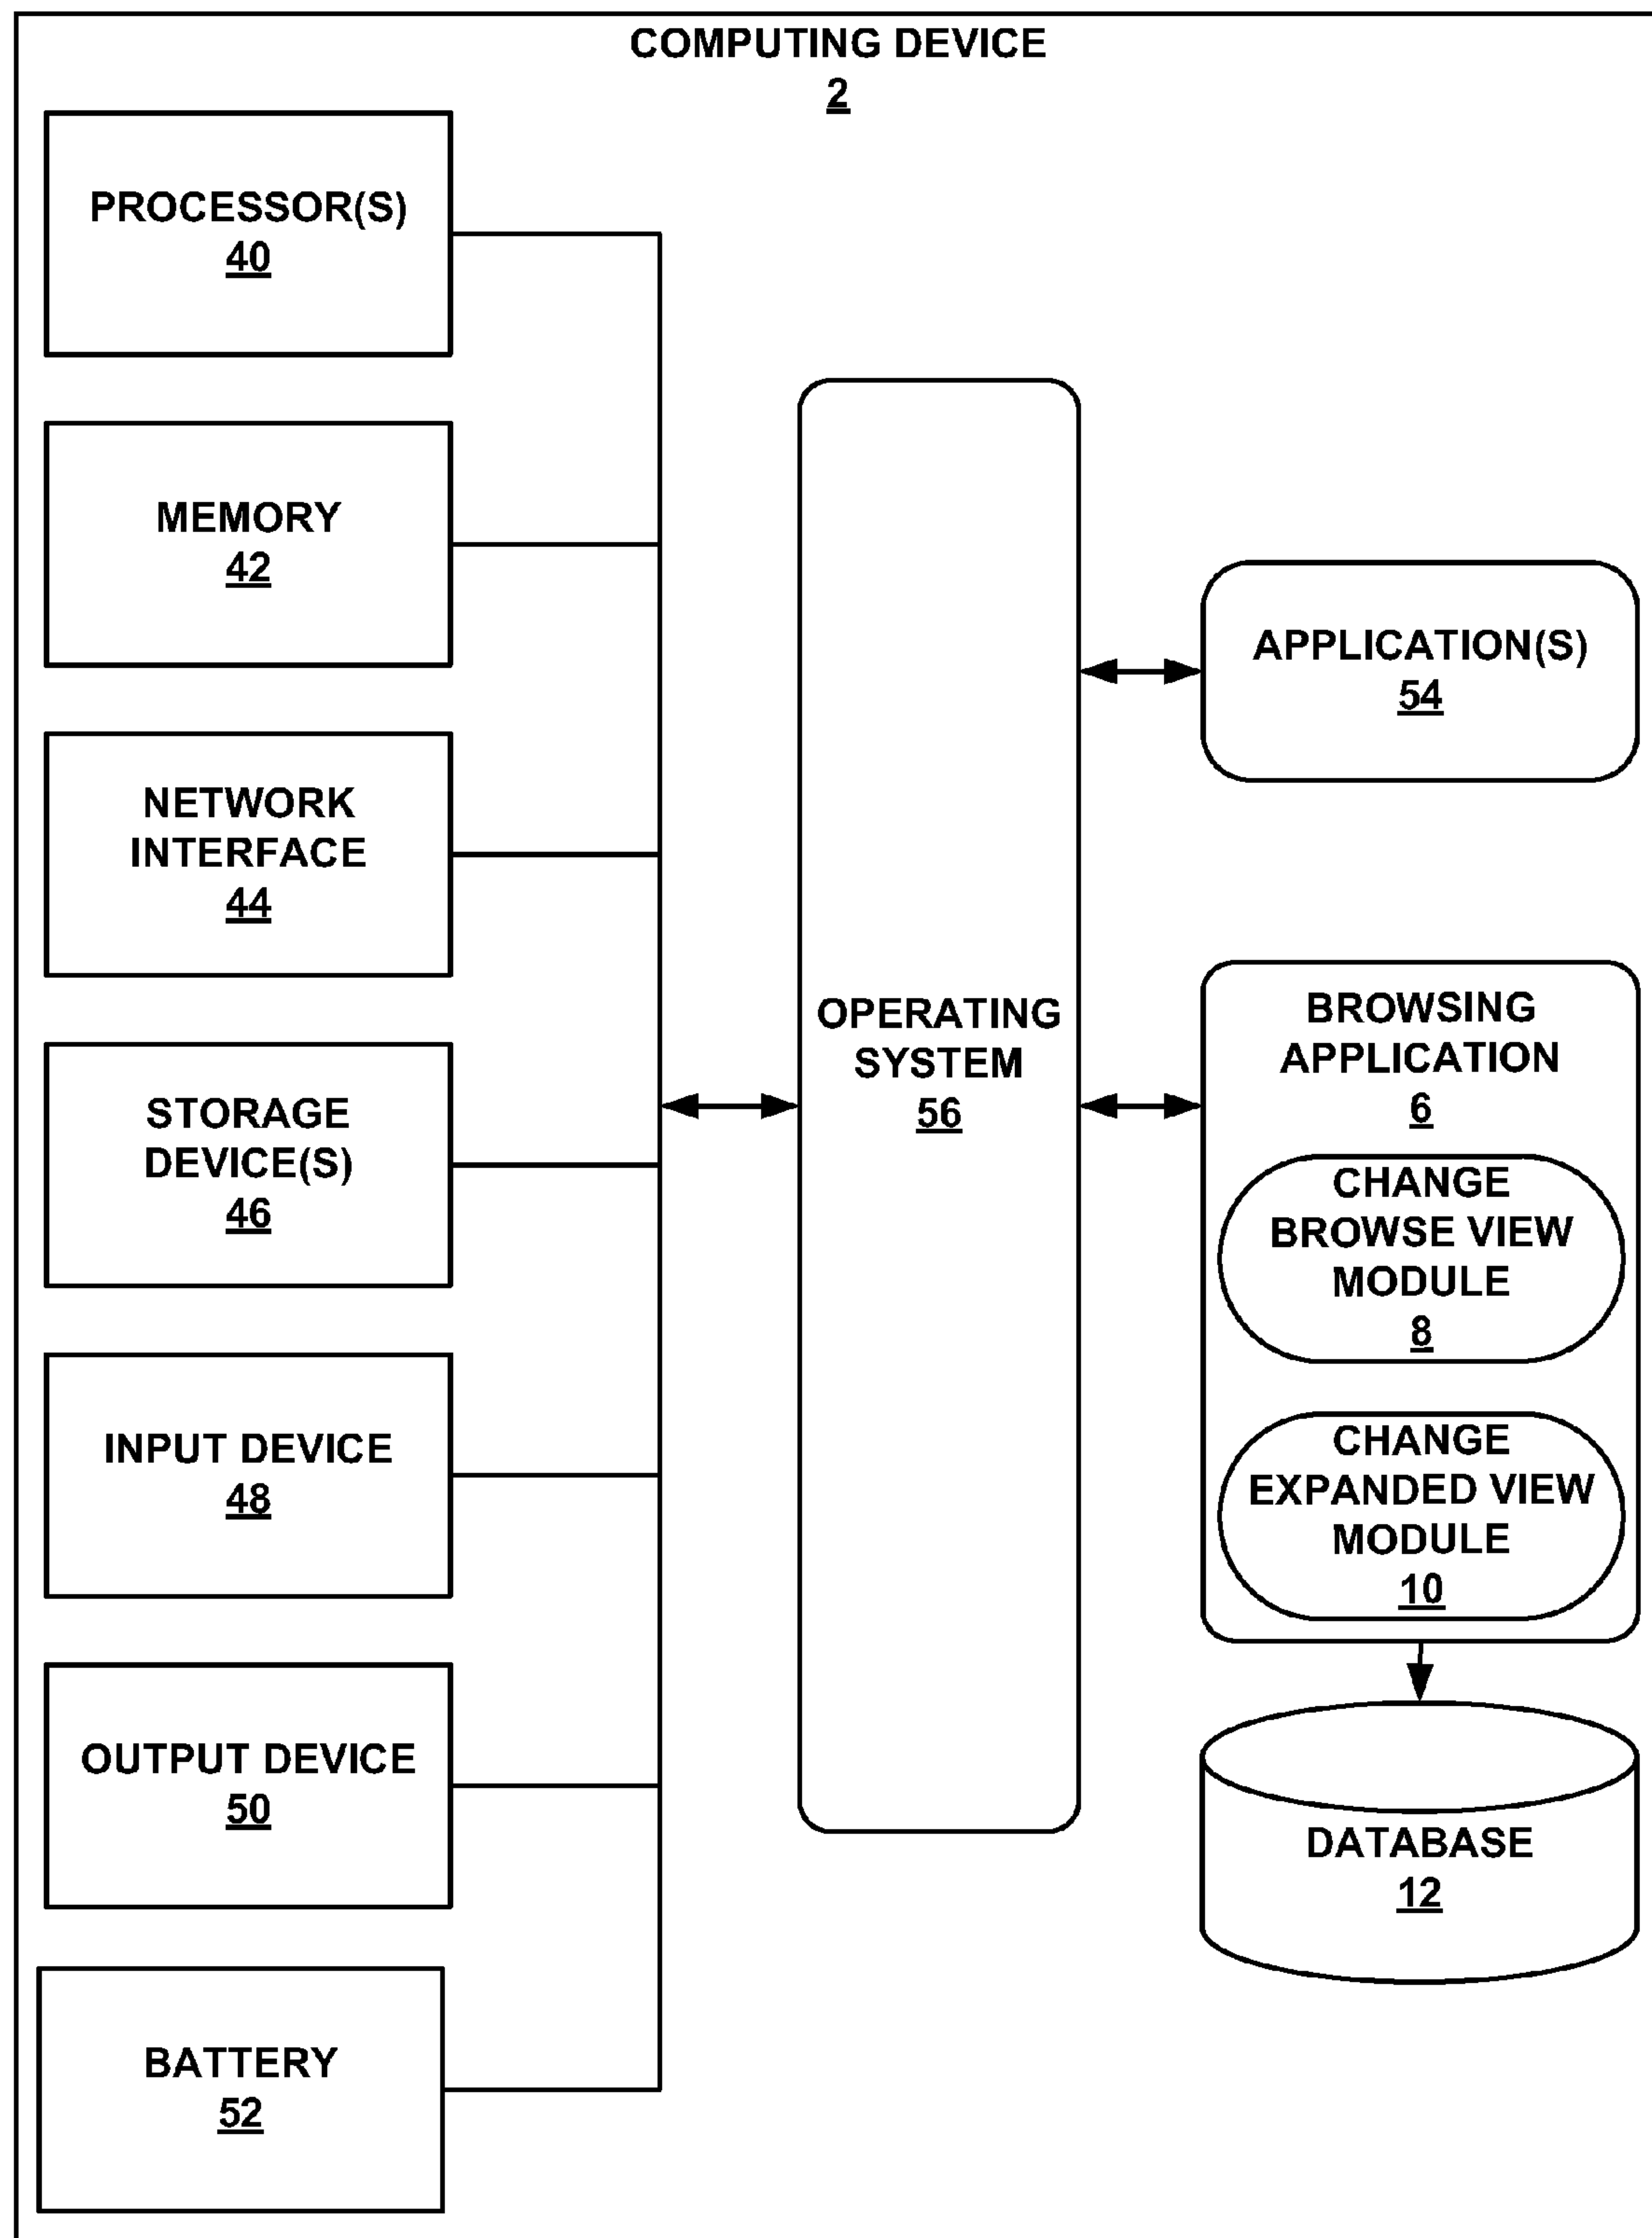 COMPUTING DEVICE
2
PROCESSOR(S)
40
MEMORY
42
NETWORK
INTERFACE
44
STORAGE
DEVICE(S)
46
INPUT DEVICE
48
OUTPUT DEVICE
50
BATTERY
52
OPERATING
SYSTEM
56
APPLICATION(S)
54
BROWSING
APPLICATION
6
CHANGE
BROWSE VIEW
MODULE
8
CHANGE
EXPANDED VIEW
MODULE
10
DATABASE
12